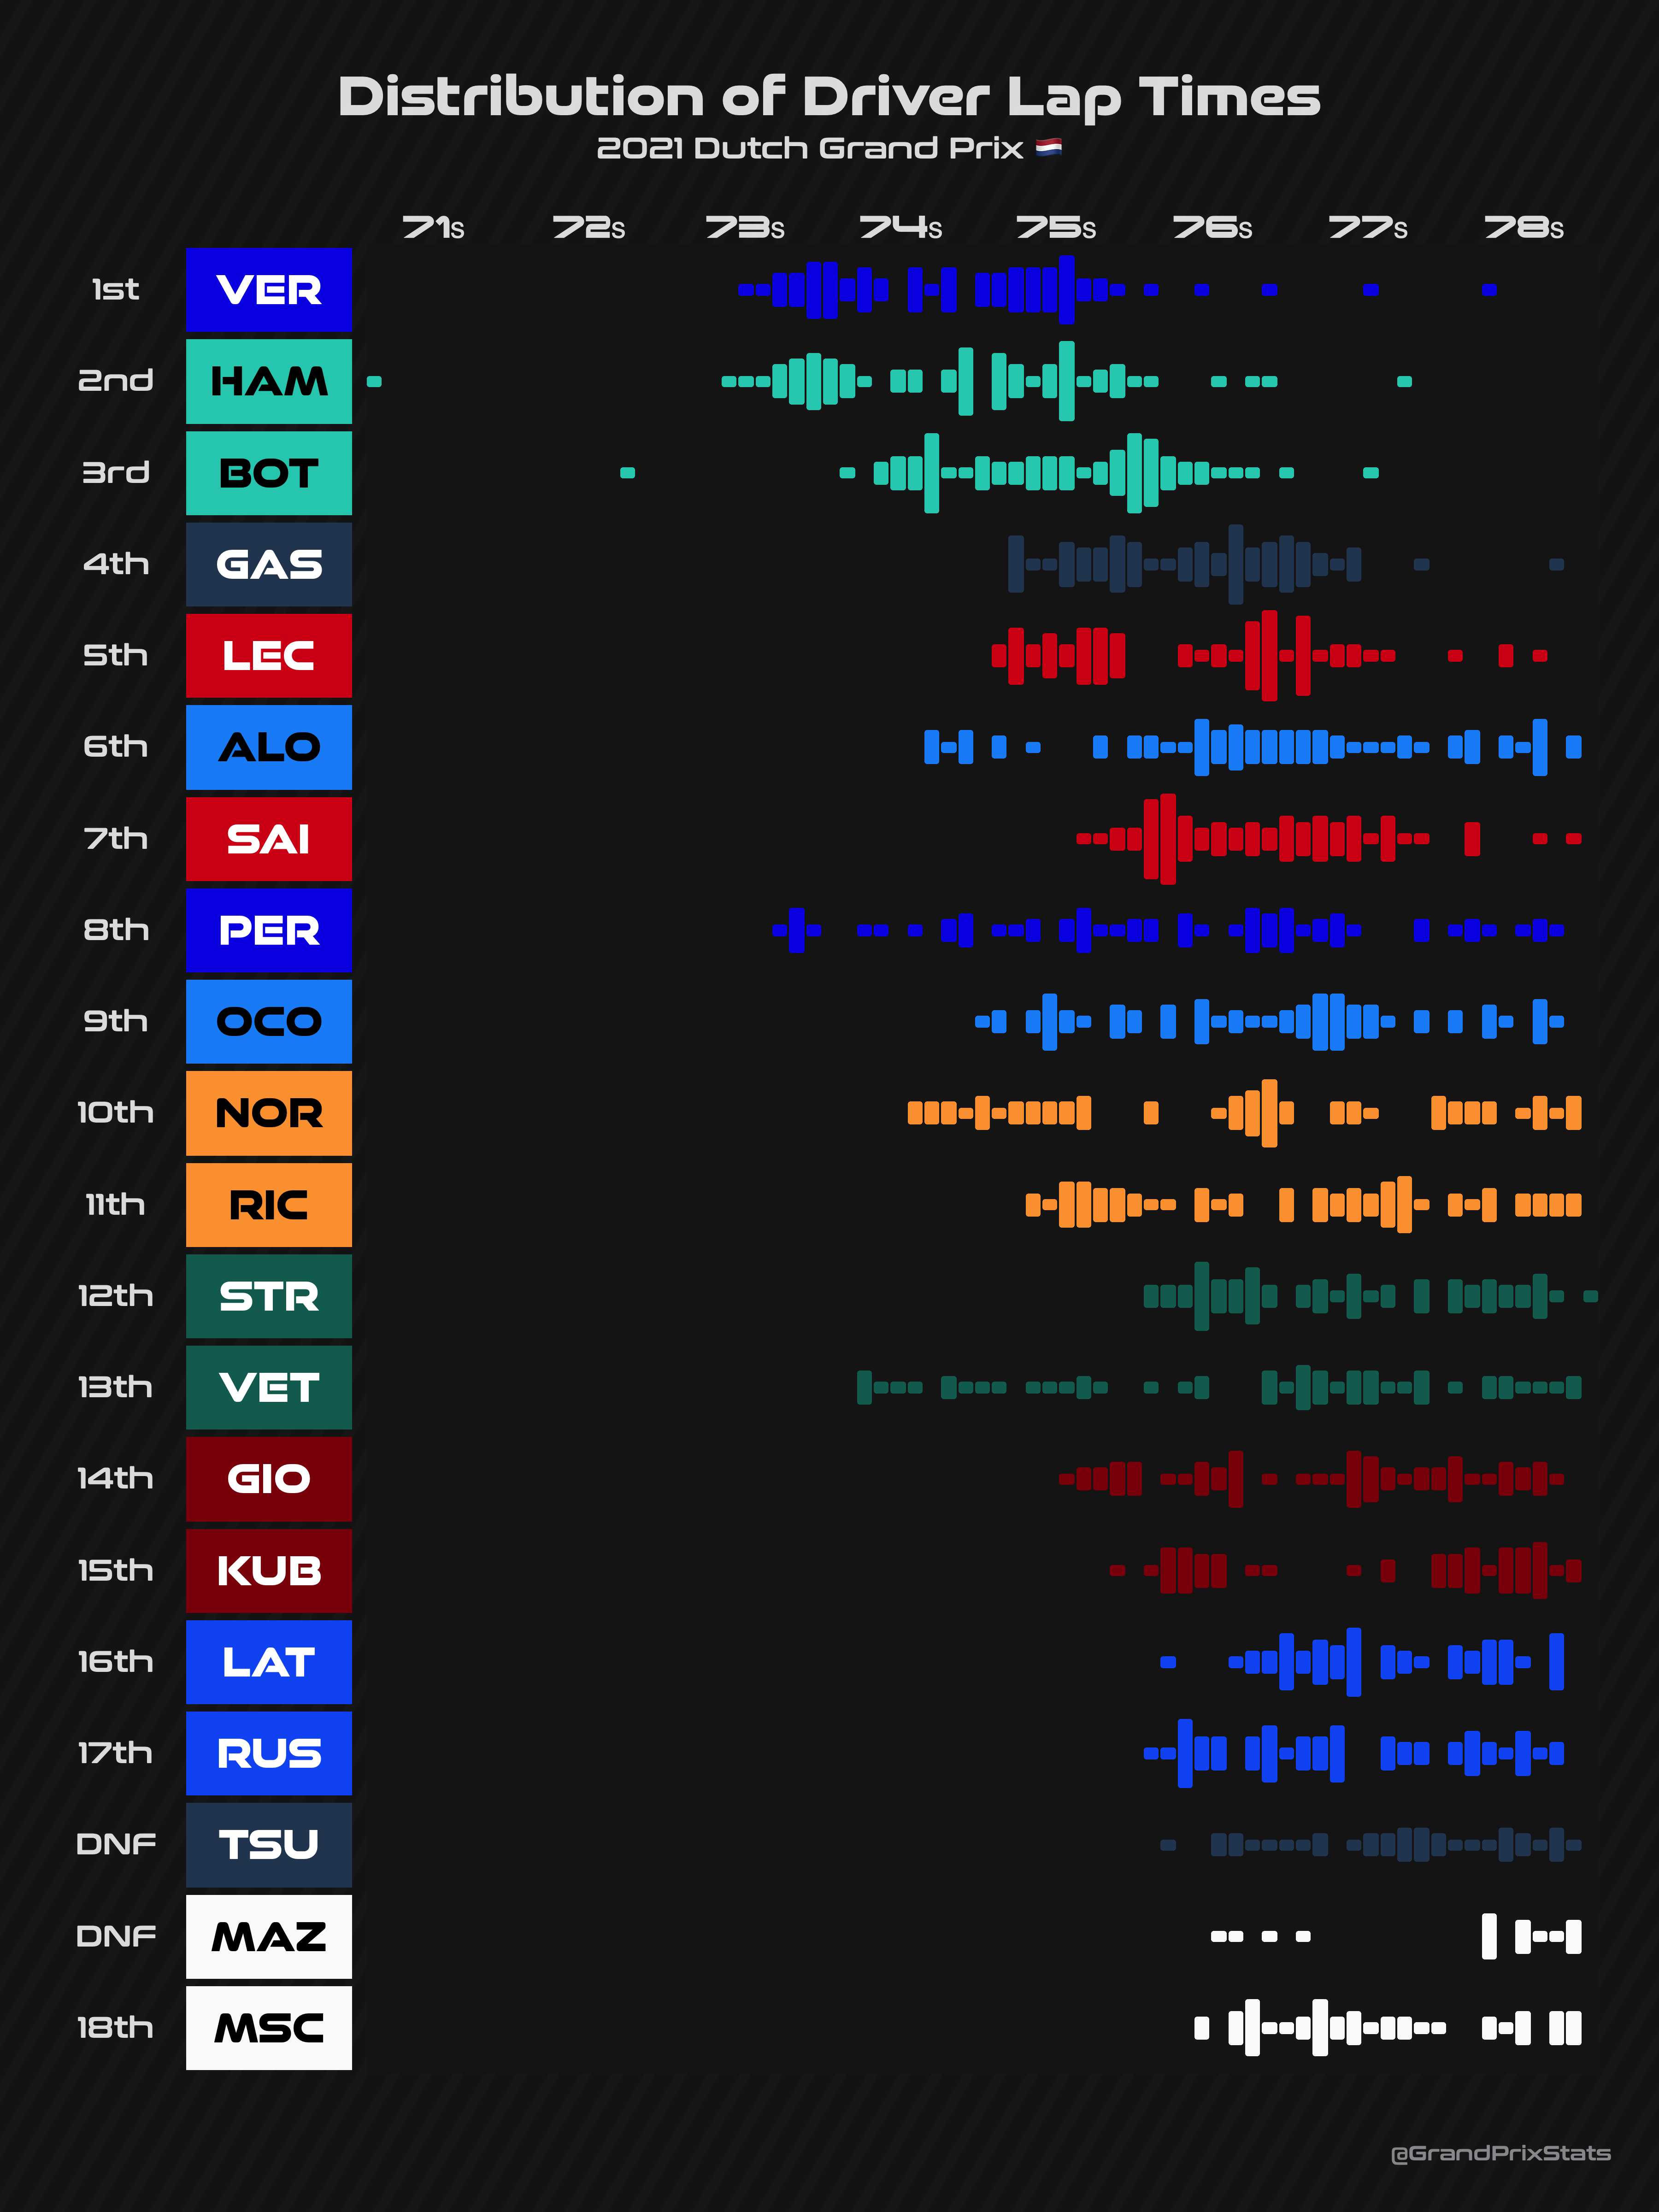 Distribution of Driver Lap Times
2021 Dutch Grand Prix 🇳🇱
71s 72s 73s 74s 75s 76s 77s 78s
1st VER
2nd HAM
3rd BOT
4th GAS
5th LEC
6th ALO
7th SAI
8th PER
9th OCO
10th NOR
11th RIC
12th STR
13th VET
14th GIO
15th KUB
16th LAT
17th RUS
DNF TSU
DNF MAZ
18th MSC
@GrandPrixStats